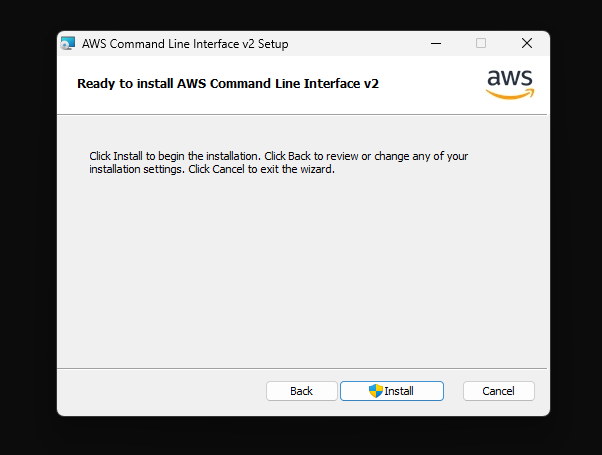 AWS Command Line Interface v2 Setup
Ready to install AWS Command Line Interface v2
aws
Click Install to begin the installation. Click Back to review or change any of your
installation settings. Click Cancel to exit the wizard.
Back
Install
Cancel